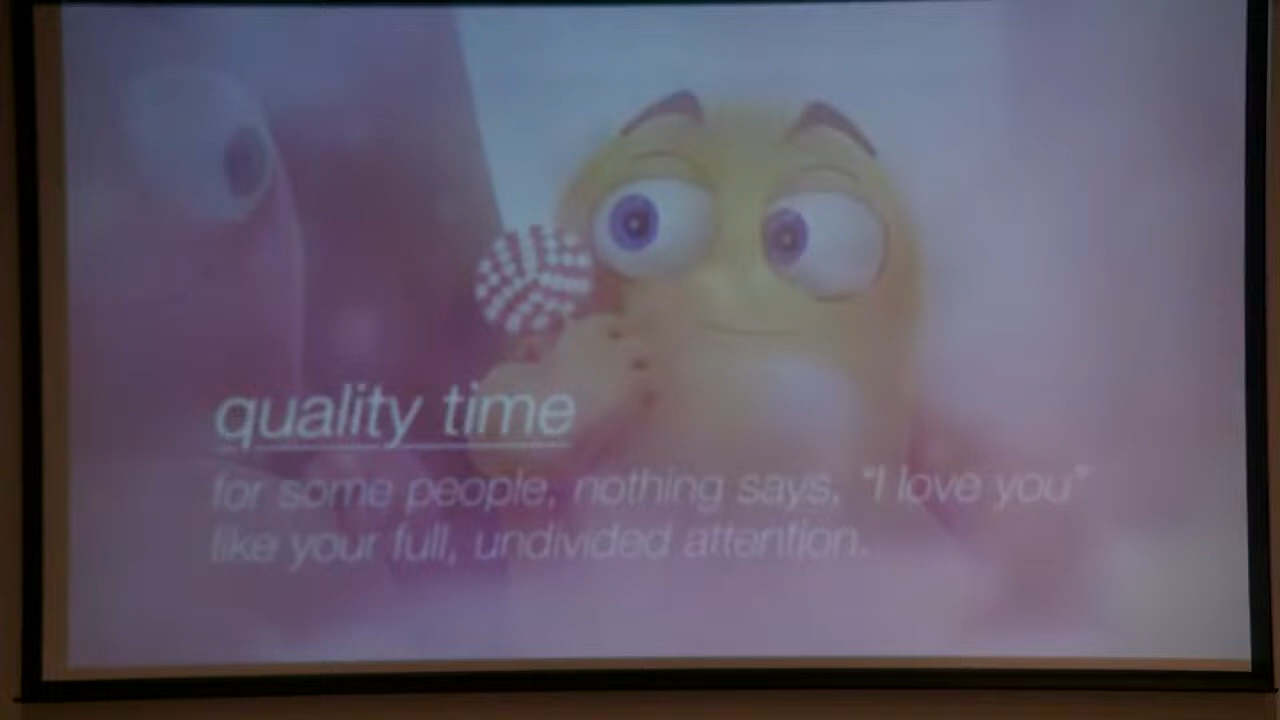 quality time
for some people, nothing says, "I love you"
like your full, undivided attention.